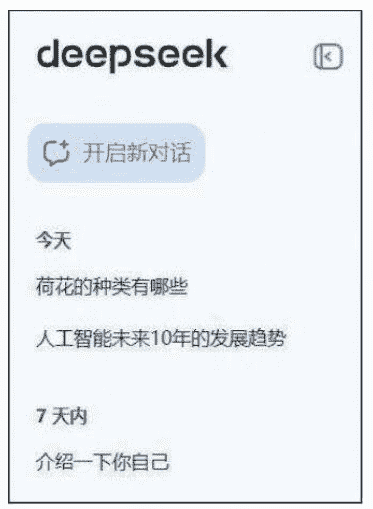 deepseek
开启新对话
今天
荷花的种类有哪些
人工智能未来10年的发展趋势
7 天内
介绍一下你自己